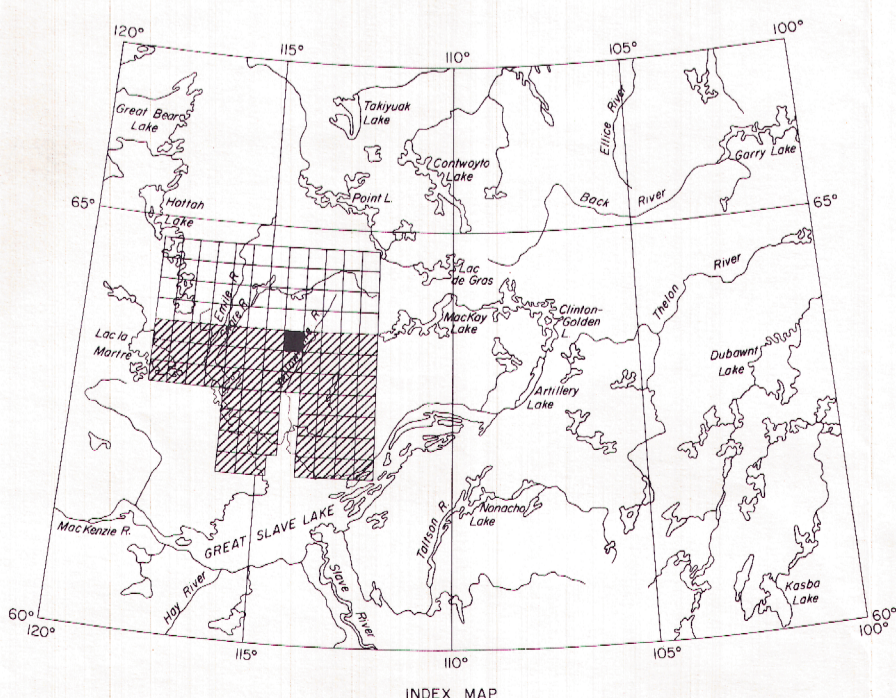 120°
115°
110°
105°
100°
Great Bear
Lake
Takiyuak
Lake
Ellice River
Contwoyto
Lake
Garry Lake
65°
Hottah
Lake
Point L.
Back River
65°
Emile R.
Lac
de Gras
Thelon River
MacKay
Lake
Clinton-
Golden
L.
Lac la
Martre
Dubawnt
Lake
Artillery
Lake
MacKenzie R.
GREAT SLAVE LAKE
Taltson R.
Nonacho
Lake
Hay River
Slave River
Kasba
Lake
60°
120°
115°
110°
105°
60°
100°
INDEX MAP